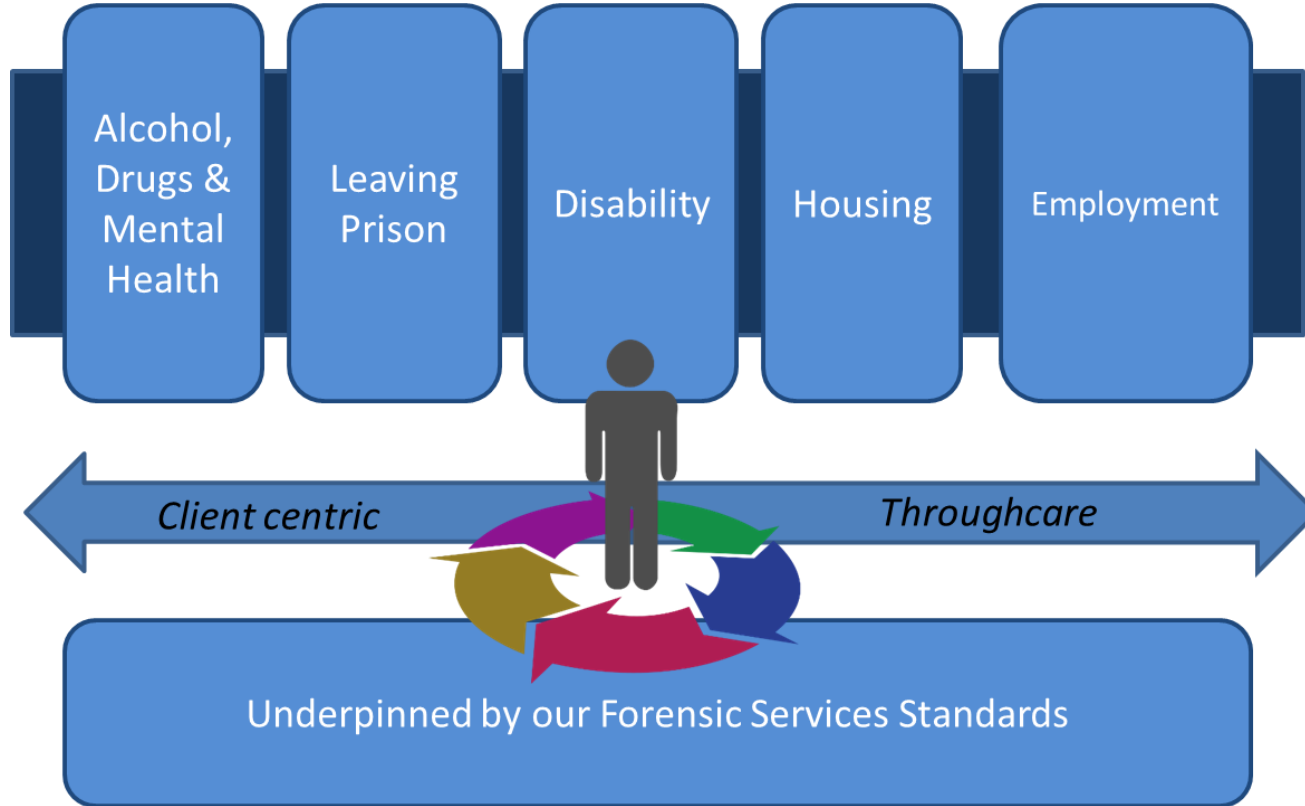 Alcohol,
Drugs &
Mental
Health
Leaving
Prison
Disability
Housing
Employment
Client centric
Throughcare
Underpinned by our Forensic Services Standards